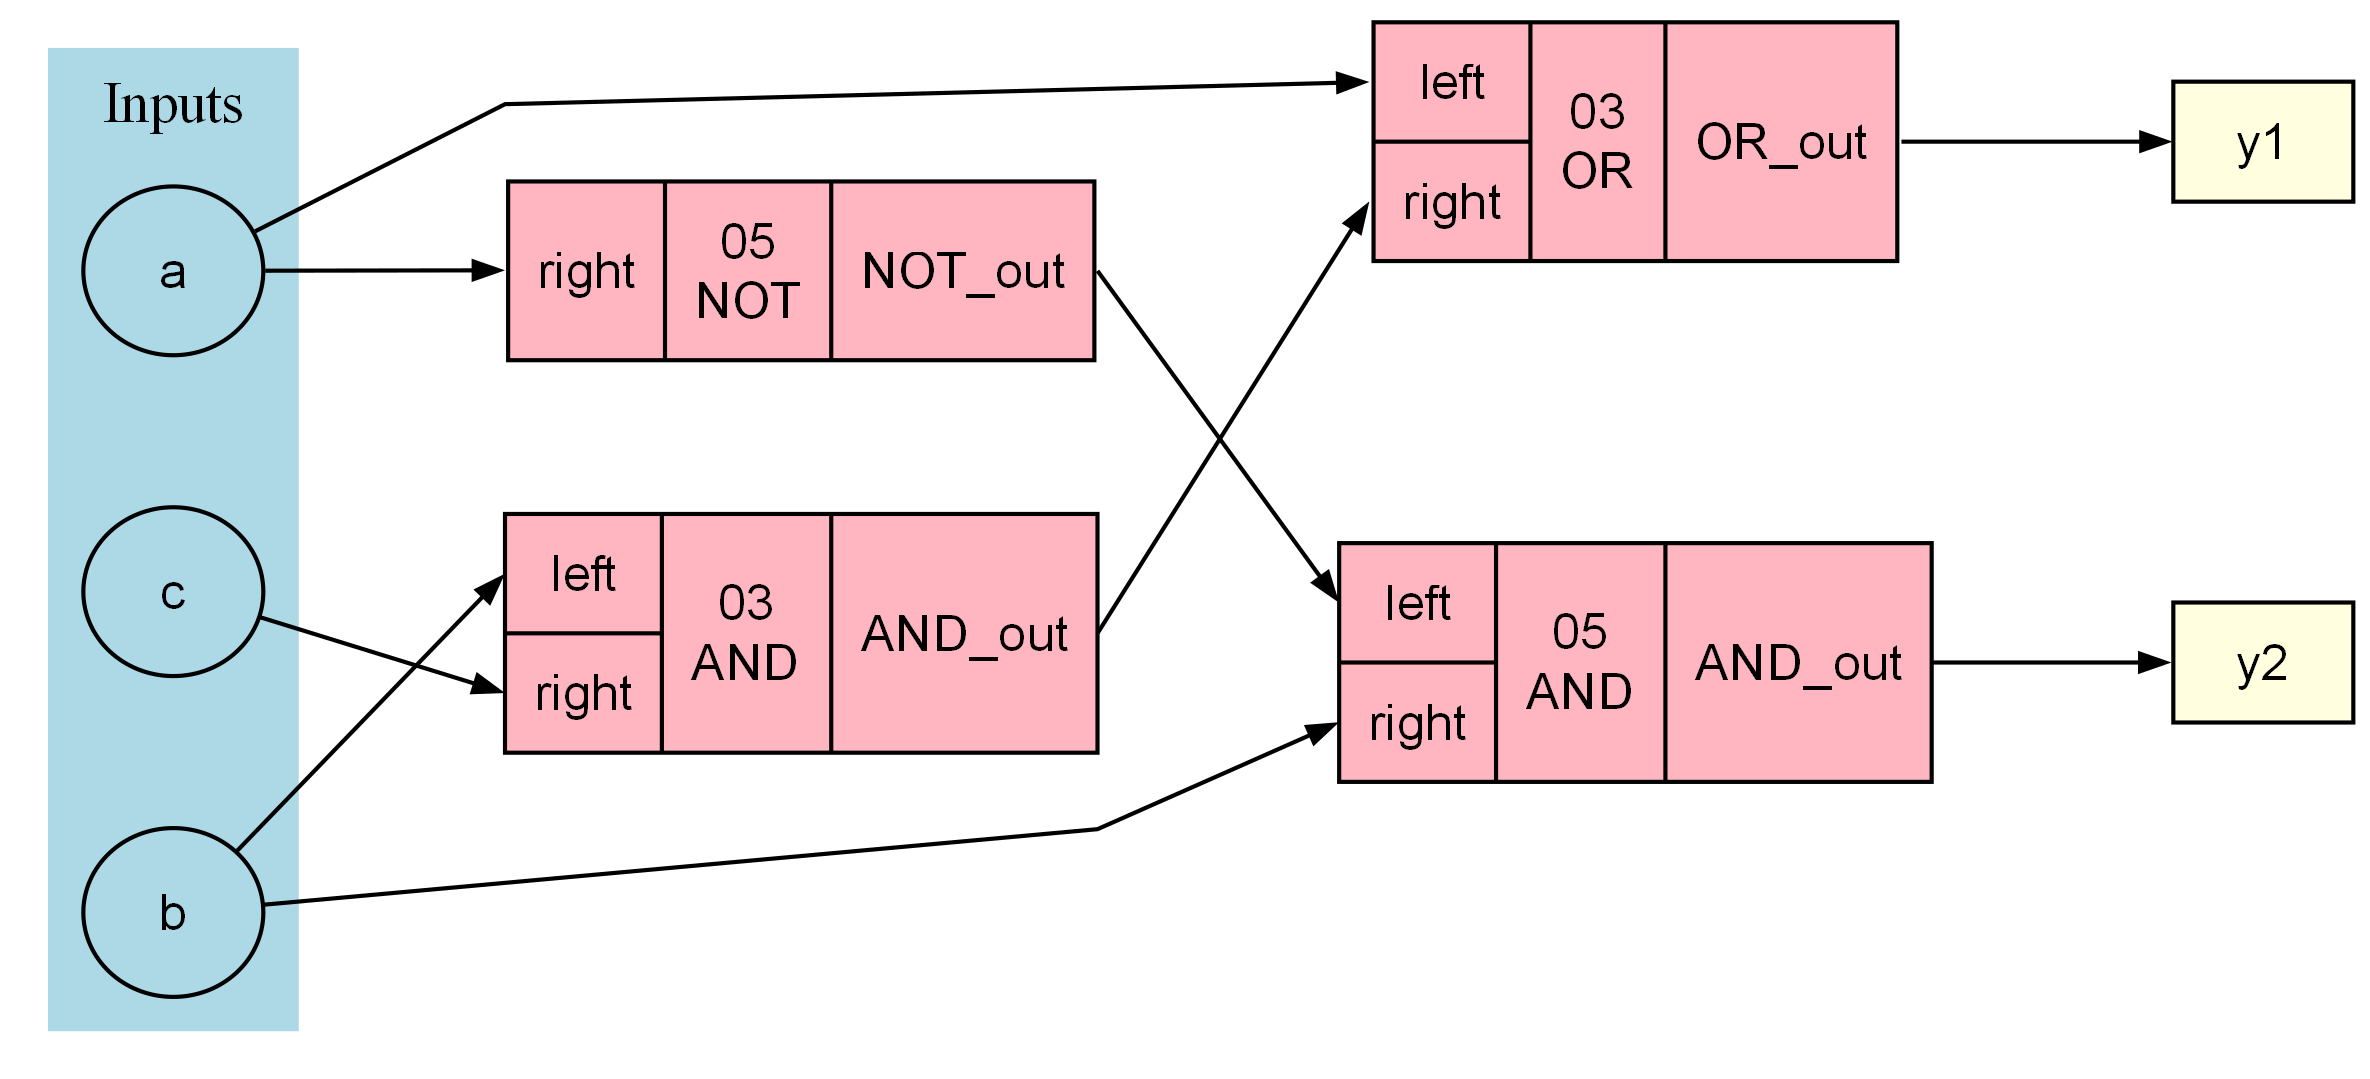 Inputs
a
c
b
right
05
NOT
NOT_out
left
right
03
AND
AND_out
left
right
03
OR
OR_out
left
right
05
AND
AND_out
y1
y2